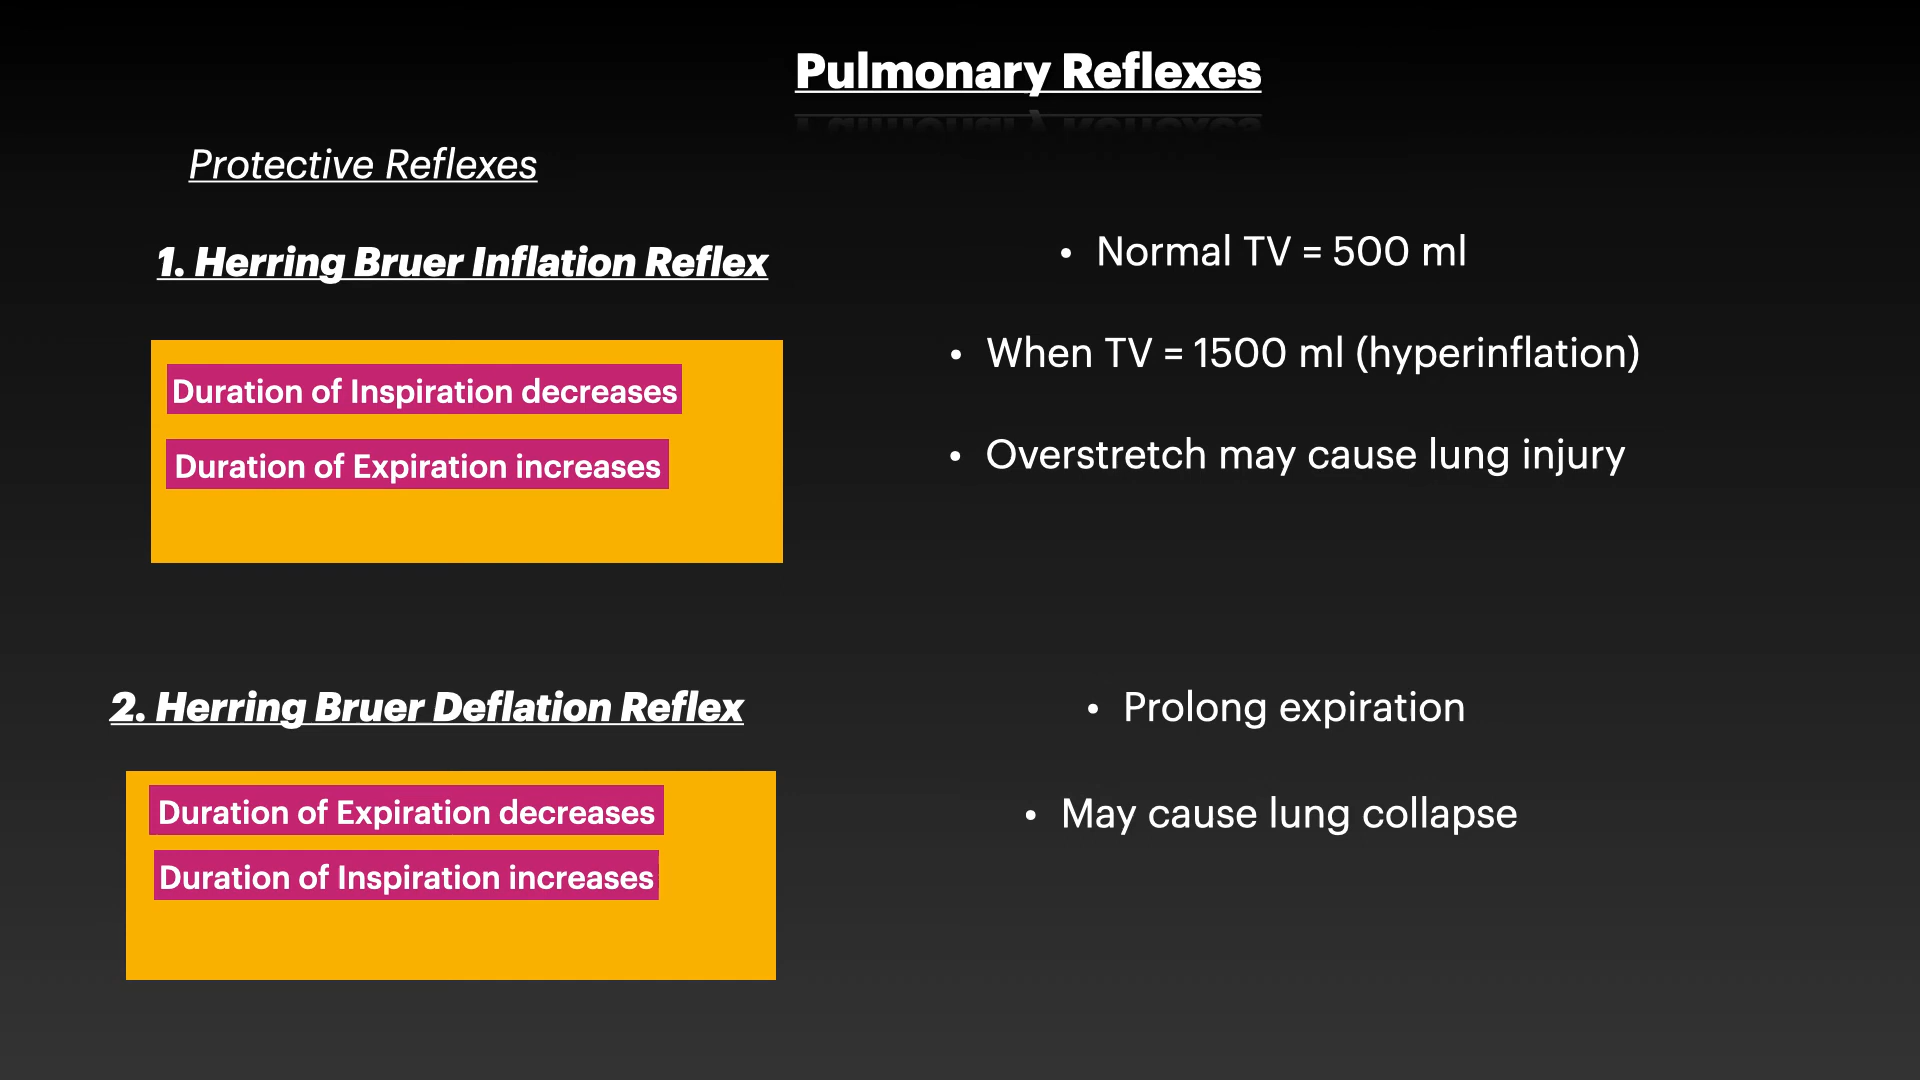 Pulmonary Reflexes
Protective Reflexes
1. Herring Bruer Inflation Reflex
Duration of Inspiration decreases
Duration of Expiration increases
• Normal TV = 500 ml
• When TV = 1500 ml (hyperinflation)
• Overstretch may cause lung injury
2. Herring Bruer Deflation Reflex
Duration of Expiration decreases
Duration of Inspiration increases
• Prolong expiration
• May cause lung collapse